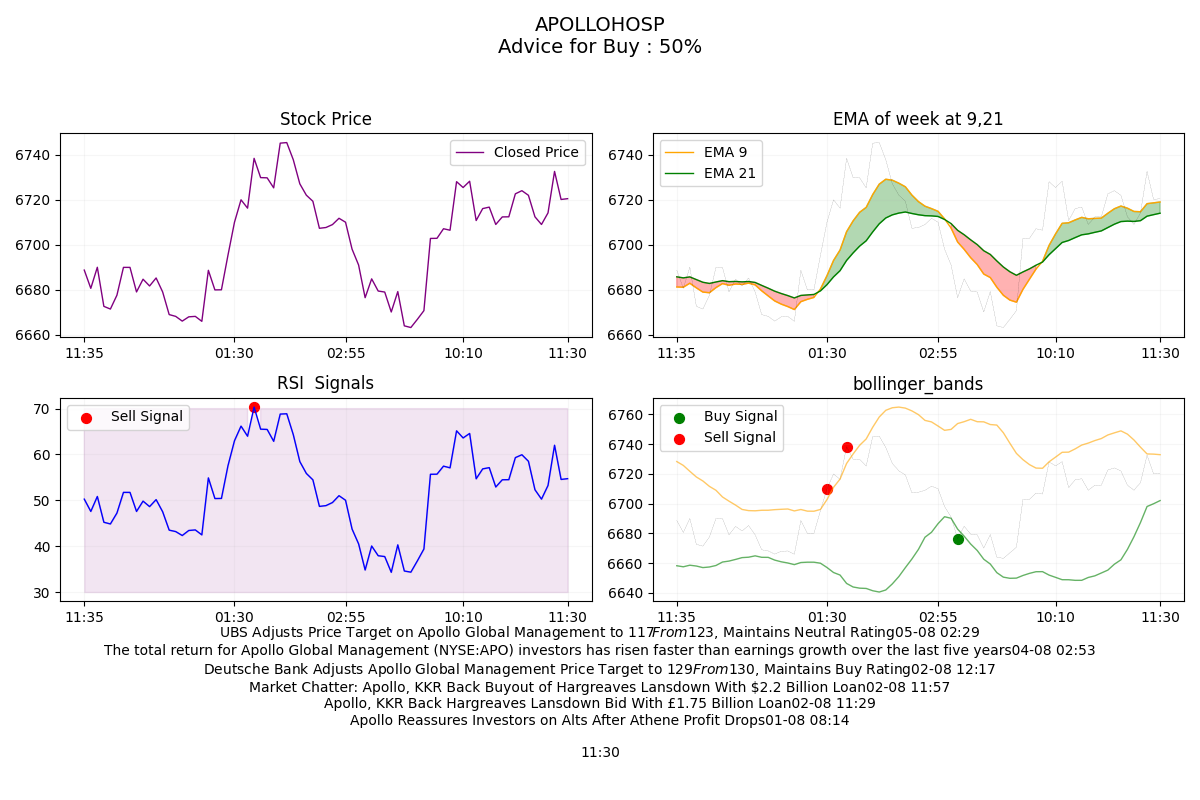 APOLLOHOSP
Advice for Buy : 50%
Stock Price
6740
6720
6700
6680
6660
Closed Price
11:35
01:30
02:55
10:10
11:30
EMA of week at 9,21
6740
6720
6700
6680
6660
EMA 9
EMA 21
11:35
01:30
02:55
10:10
11:30
RSI  Signals
70
60
50
40
30
Sell Signal
11:35
01:30
02:55
10:10
11:30
bollinger_bands
6760
6740
6720
6700
6680
6660
6640
Buy Signal
Sell Signal
11:35
01:30
02:55
10:10
11:30
UBS Adjusts Price Target on Apollo Global Management to 117From123, Maintains Neutral Rating05-08 02:29
The total return for Apollo Global Management (NYSE:APO) investors has risen faster than earnings growth over the last five years04-08 02:53
Deutsche Bank Adjusts Apollo Global Management Price Target to 129From130, Maintains Buy Rating02-08 12:17
Market Chatter: Apollo, KKR Back Buyout of Hargreaves Lansdown With $2.2 Billion Loan02-08 11:57
Apollo, KKR Back Hargreaves Lansdown Bid With £1.75 Billion Loan02-08 11:29
Apollo Reassures Investors on Alts After Athene Profit Drops01-08 08:14
11:30